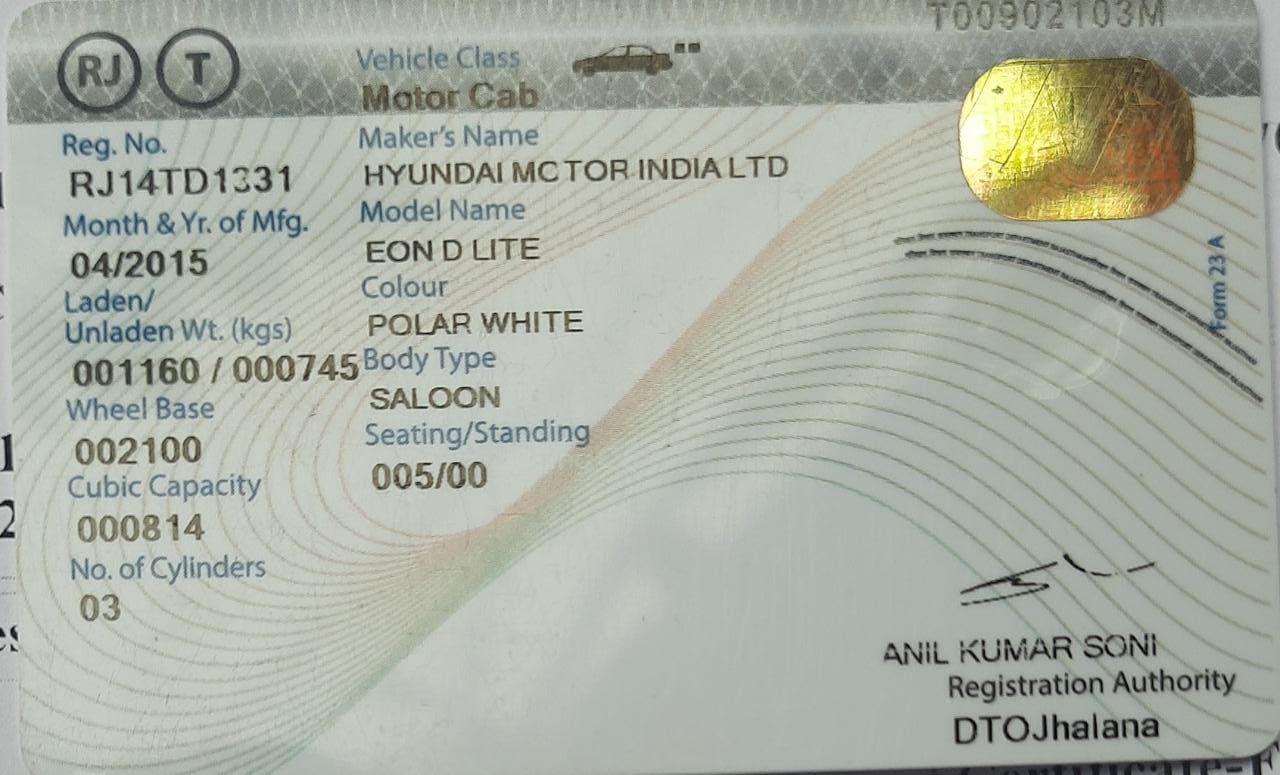 T00902103M
RJ T
Vehicle Class
Motor Cab
Reg. No.
RJ14TD1331
Month & Yr. of Mfg.
04/2015
Laden/
Unladen Wt. (kgs)
001160 / 000745
Wheel Base
002100
Cubic Capacity
000814
No. of Cylinders
03
Maker's Name
HYUNDAI MCTOR INDIA LTD
Model Name
EON D LITE
Colour
POLAR WHITE
Body Type
SALOON
Seating/Standing
005/00
Form 23 A
ANIL KUMAR SONI
Registration Authority
DTOJhalana